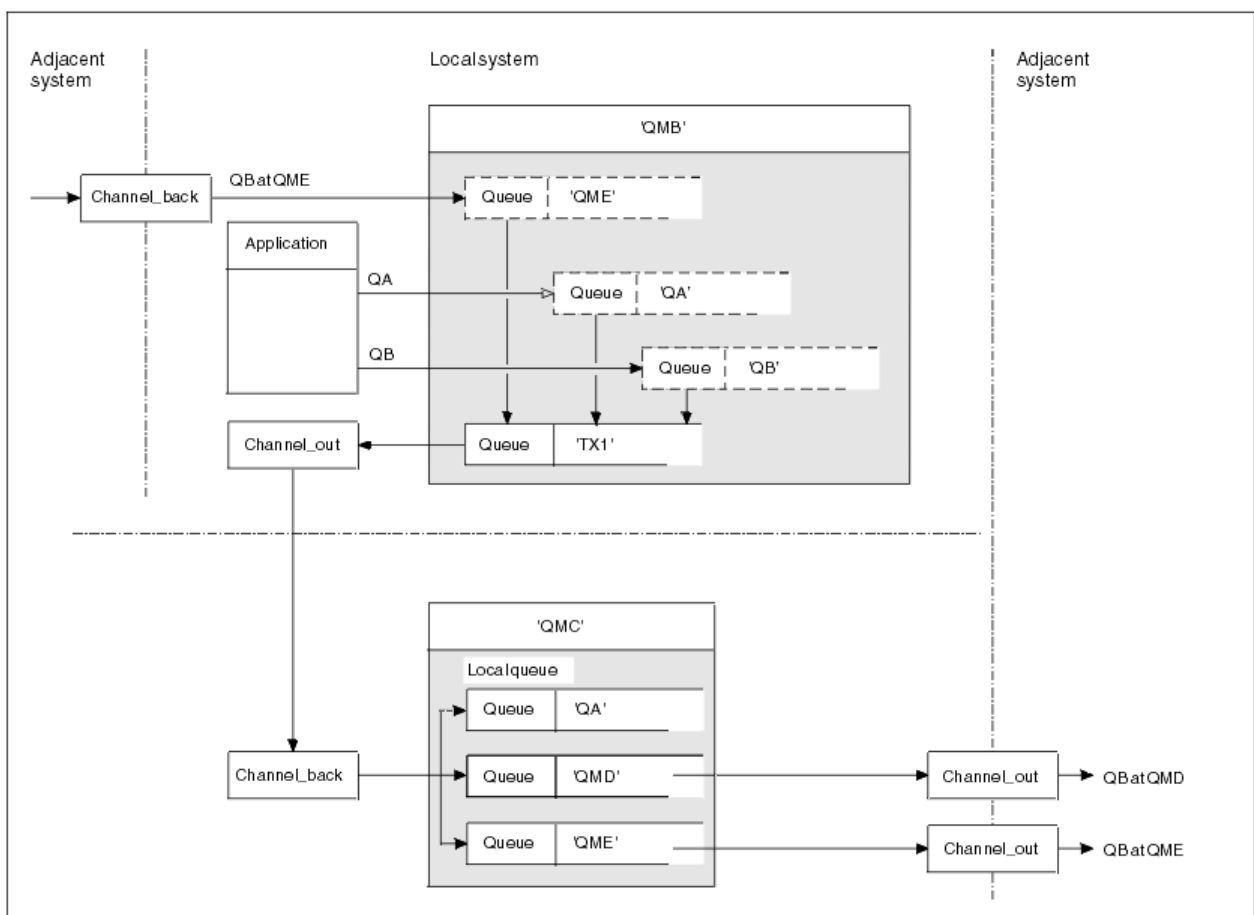 Adjacent
system
Localsystem
Adjacent
system
'QMB'
Channel_back
QBatQME
Queue
'QME'
Application
QA
Queue
'QA'
QB
Queue
'QB'
Channel_out
Queue
'TX1'
'QMC'
Localqueue
Queue
'QA'
Channel_back
Queue
'QMD'
Channel_out
QBatQMD
Queue
'QME'
Channel_out
QBatQME